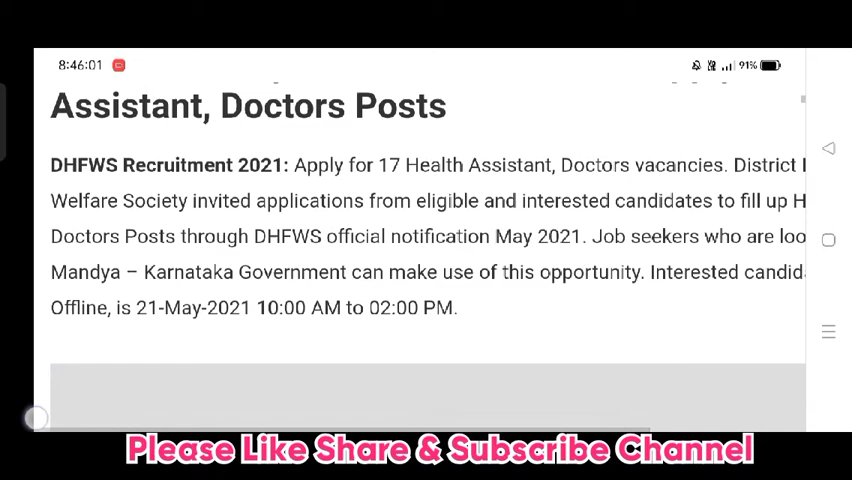 8:46:01
91%
Assistant, Doctors Posts
DHFWS Recruitment 2021: Apply for 17 Health Assistant, Doctors vacancies. District
Welfare Society invited applications from eligible and interested candidates to fill up
Doctors Posts through DHFWS official notification May 2021. Job seekers who are
Mandya – Karnataka Government can make use of this opportunity. Interested
Offline, is 21-May-2021 10:00 AM to 02:00 PM.
Please Like Share & Subscribe Channel